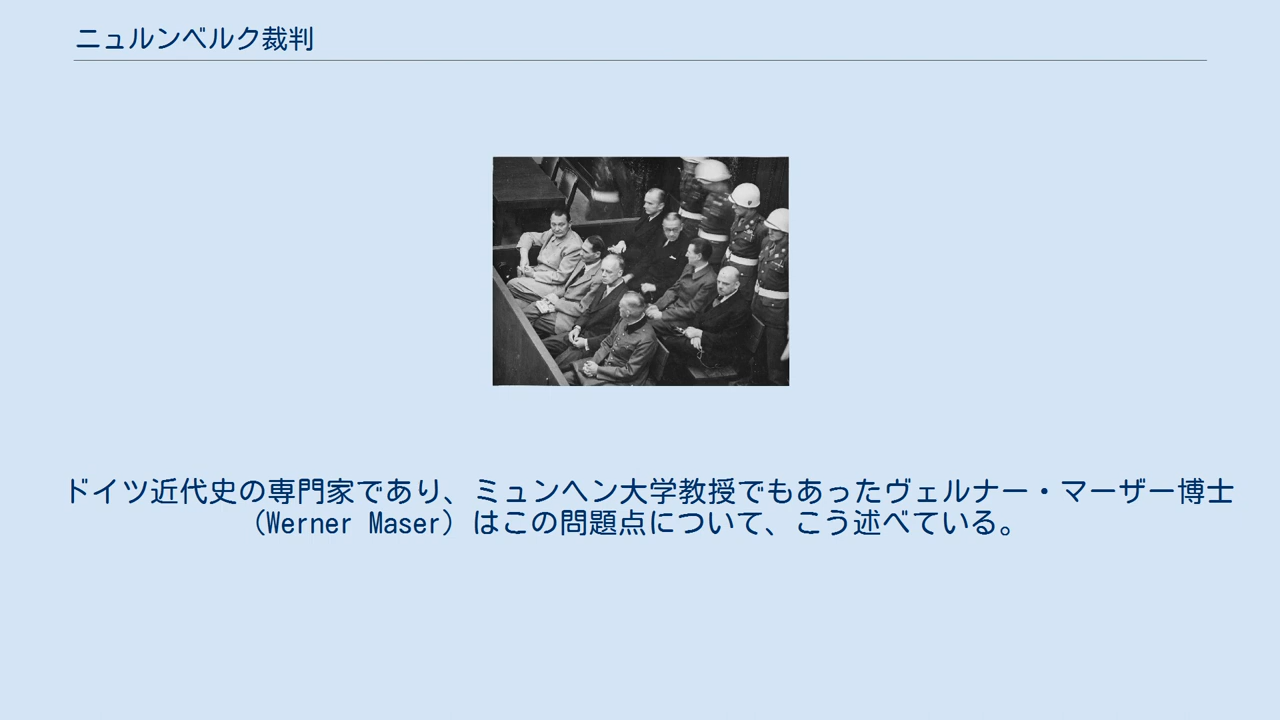 ニュルンベルク裁判
ドイツ近代史の専門家であり、ミュンヘン大学教授でもあったヴェルナー・マーザー博士
（Werner Maser）はこの問題点について、こう述べている。